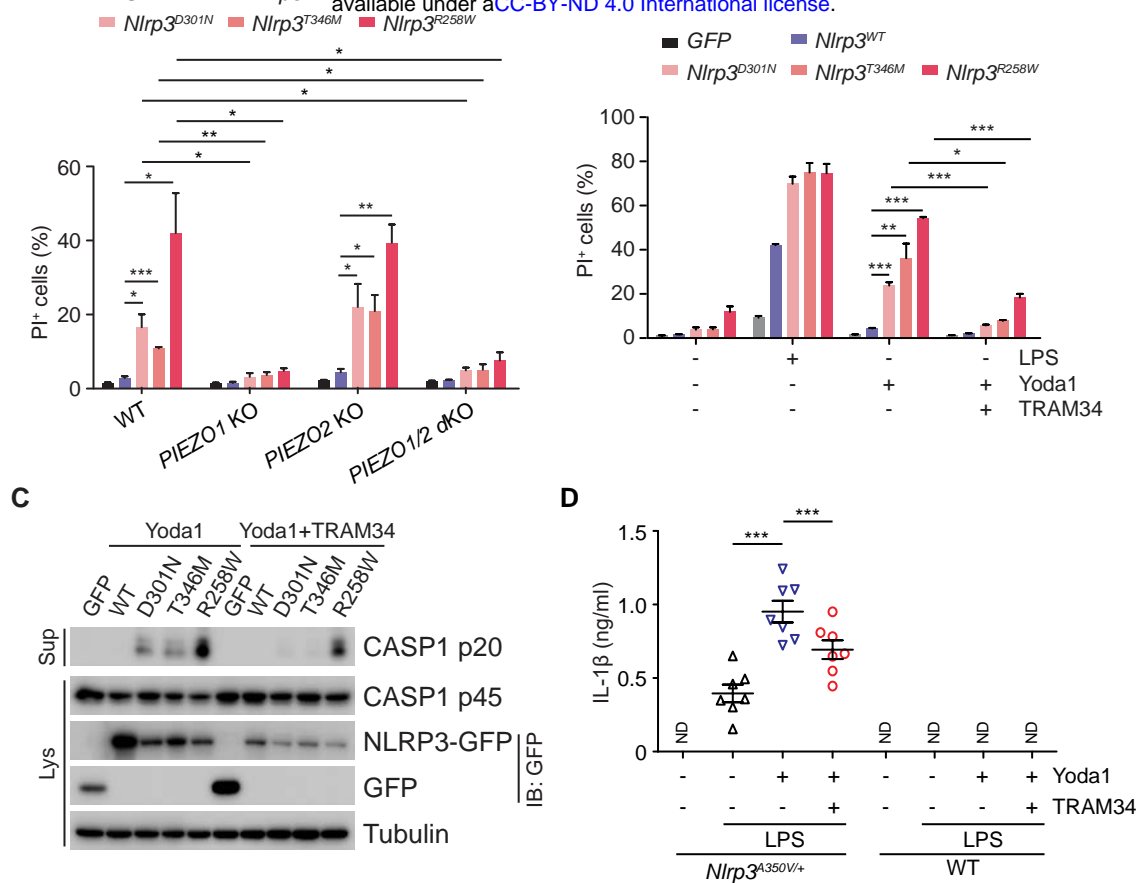 available under aCC-BY-ND 4.0 International license.
Nlrp3D301N Nlrp3T346M Nlrp3R258W
*
*
*
*
**
*
*
***
*
**
*
*
PI+ cells (%)
60
40
20
0
WT
PIEZO1 KO
PIEZO2 KO
PIEZO1/2 dKO
GFP Nlrp3WT
Nlrp3D301N Nlrp3T346M Nlrp3R258W
***
*
***
***
**
***
PI+ cells (%)
100
80
60
40
20
0
- + - - LPS
- - + + Yoda1
- - - + TRAM34
C
Yoda1 Yoda1+TRAM34
GFP WT D301N T346M R258W GFP WT D301N T346M R258W
Sup
CASP1 p20
Lys
CASP1 p45
NLRP3-GFP
GFP
IB: GFP
Tubulin
D
***
***
IL-1β (ng/ml)
1.5
1.0
0.5
0
ND ND ND ND ND
- - + + - - + + Yoda1
- - - + - - - + TRAM34
LPS LPS
Nlrp3A350V/+ WT